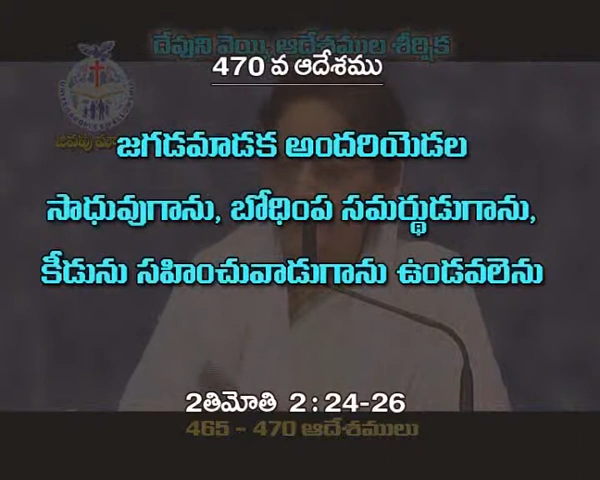 దేవుని వెయ్యి ఆదేశముల శీర్షిక
470 వ ఆదేశము
జగడమాడక అందరియెడల
సాధువుగాను, బోధింప సమర్థుడుగాను,
కీడును సహించువాడుగాను ఉండవలెను
2తిమోతి 2 : 24-26
465 - 470 ఆదేశములు